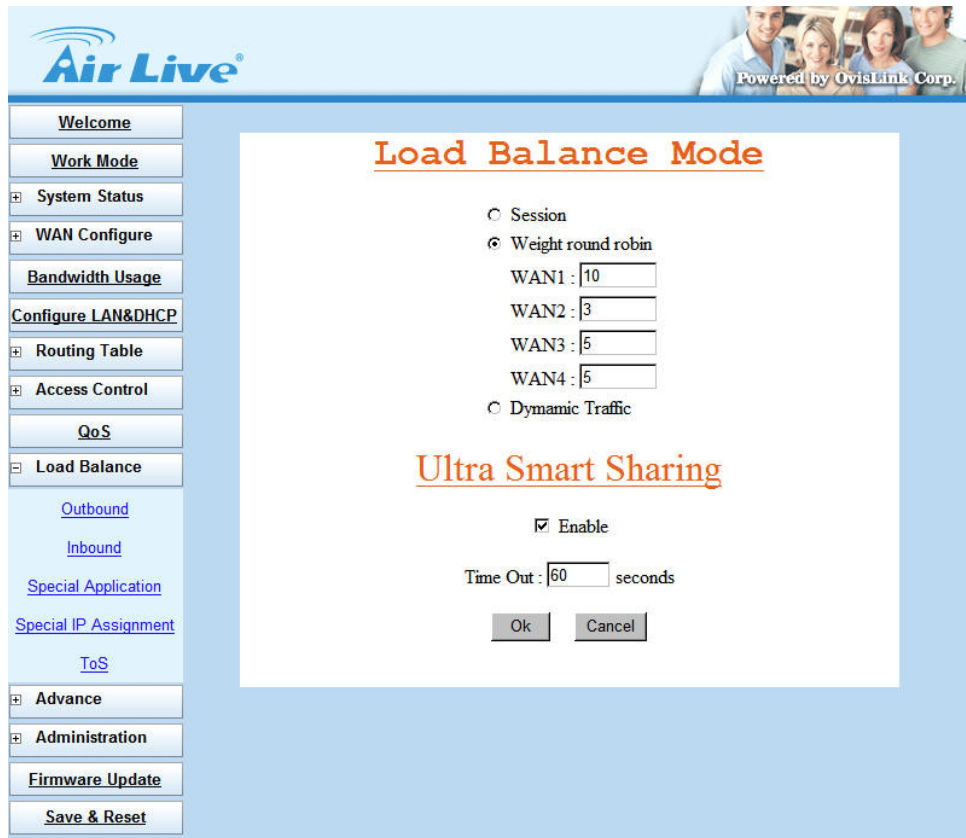 Air Live®
Powered by OvisLink Corp.
Welcome
Work Mode
System Status
WAN Configure
Bandwidth Usage
Configure LAN&DHCP
Routing Table
Access Control
QoS
Load Balance
Outbound
Inbound
Special Application
Special IP Assignment
ToS
Advance
Administration
Firmware Update
Save & Reset
Load Balance Mode
Session
Weight round robin
WAN1 : 10
WAN2 : 3
WAN3 : 5
WAN4 : 5
Dymamic Traffic
Ultra Smart Sharing
Enable
Time Out : 60 seconds
Ok Cancel